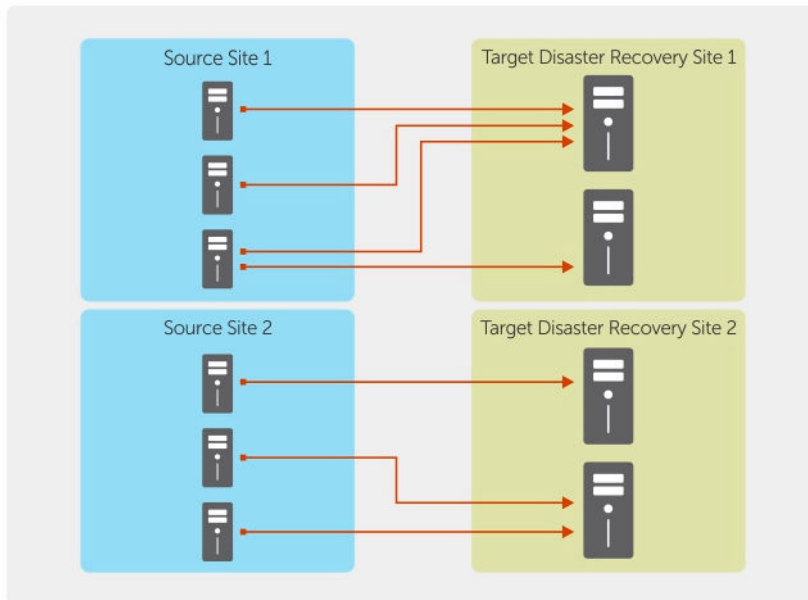 Source Site 1
Target Disaster Recovery Site 1
Source Site 2
Target Disaster Recovery Site 2